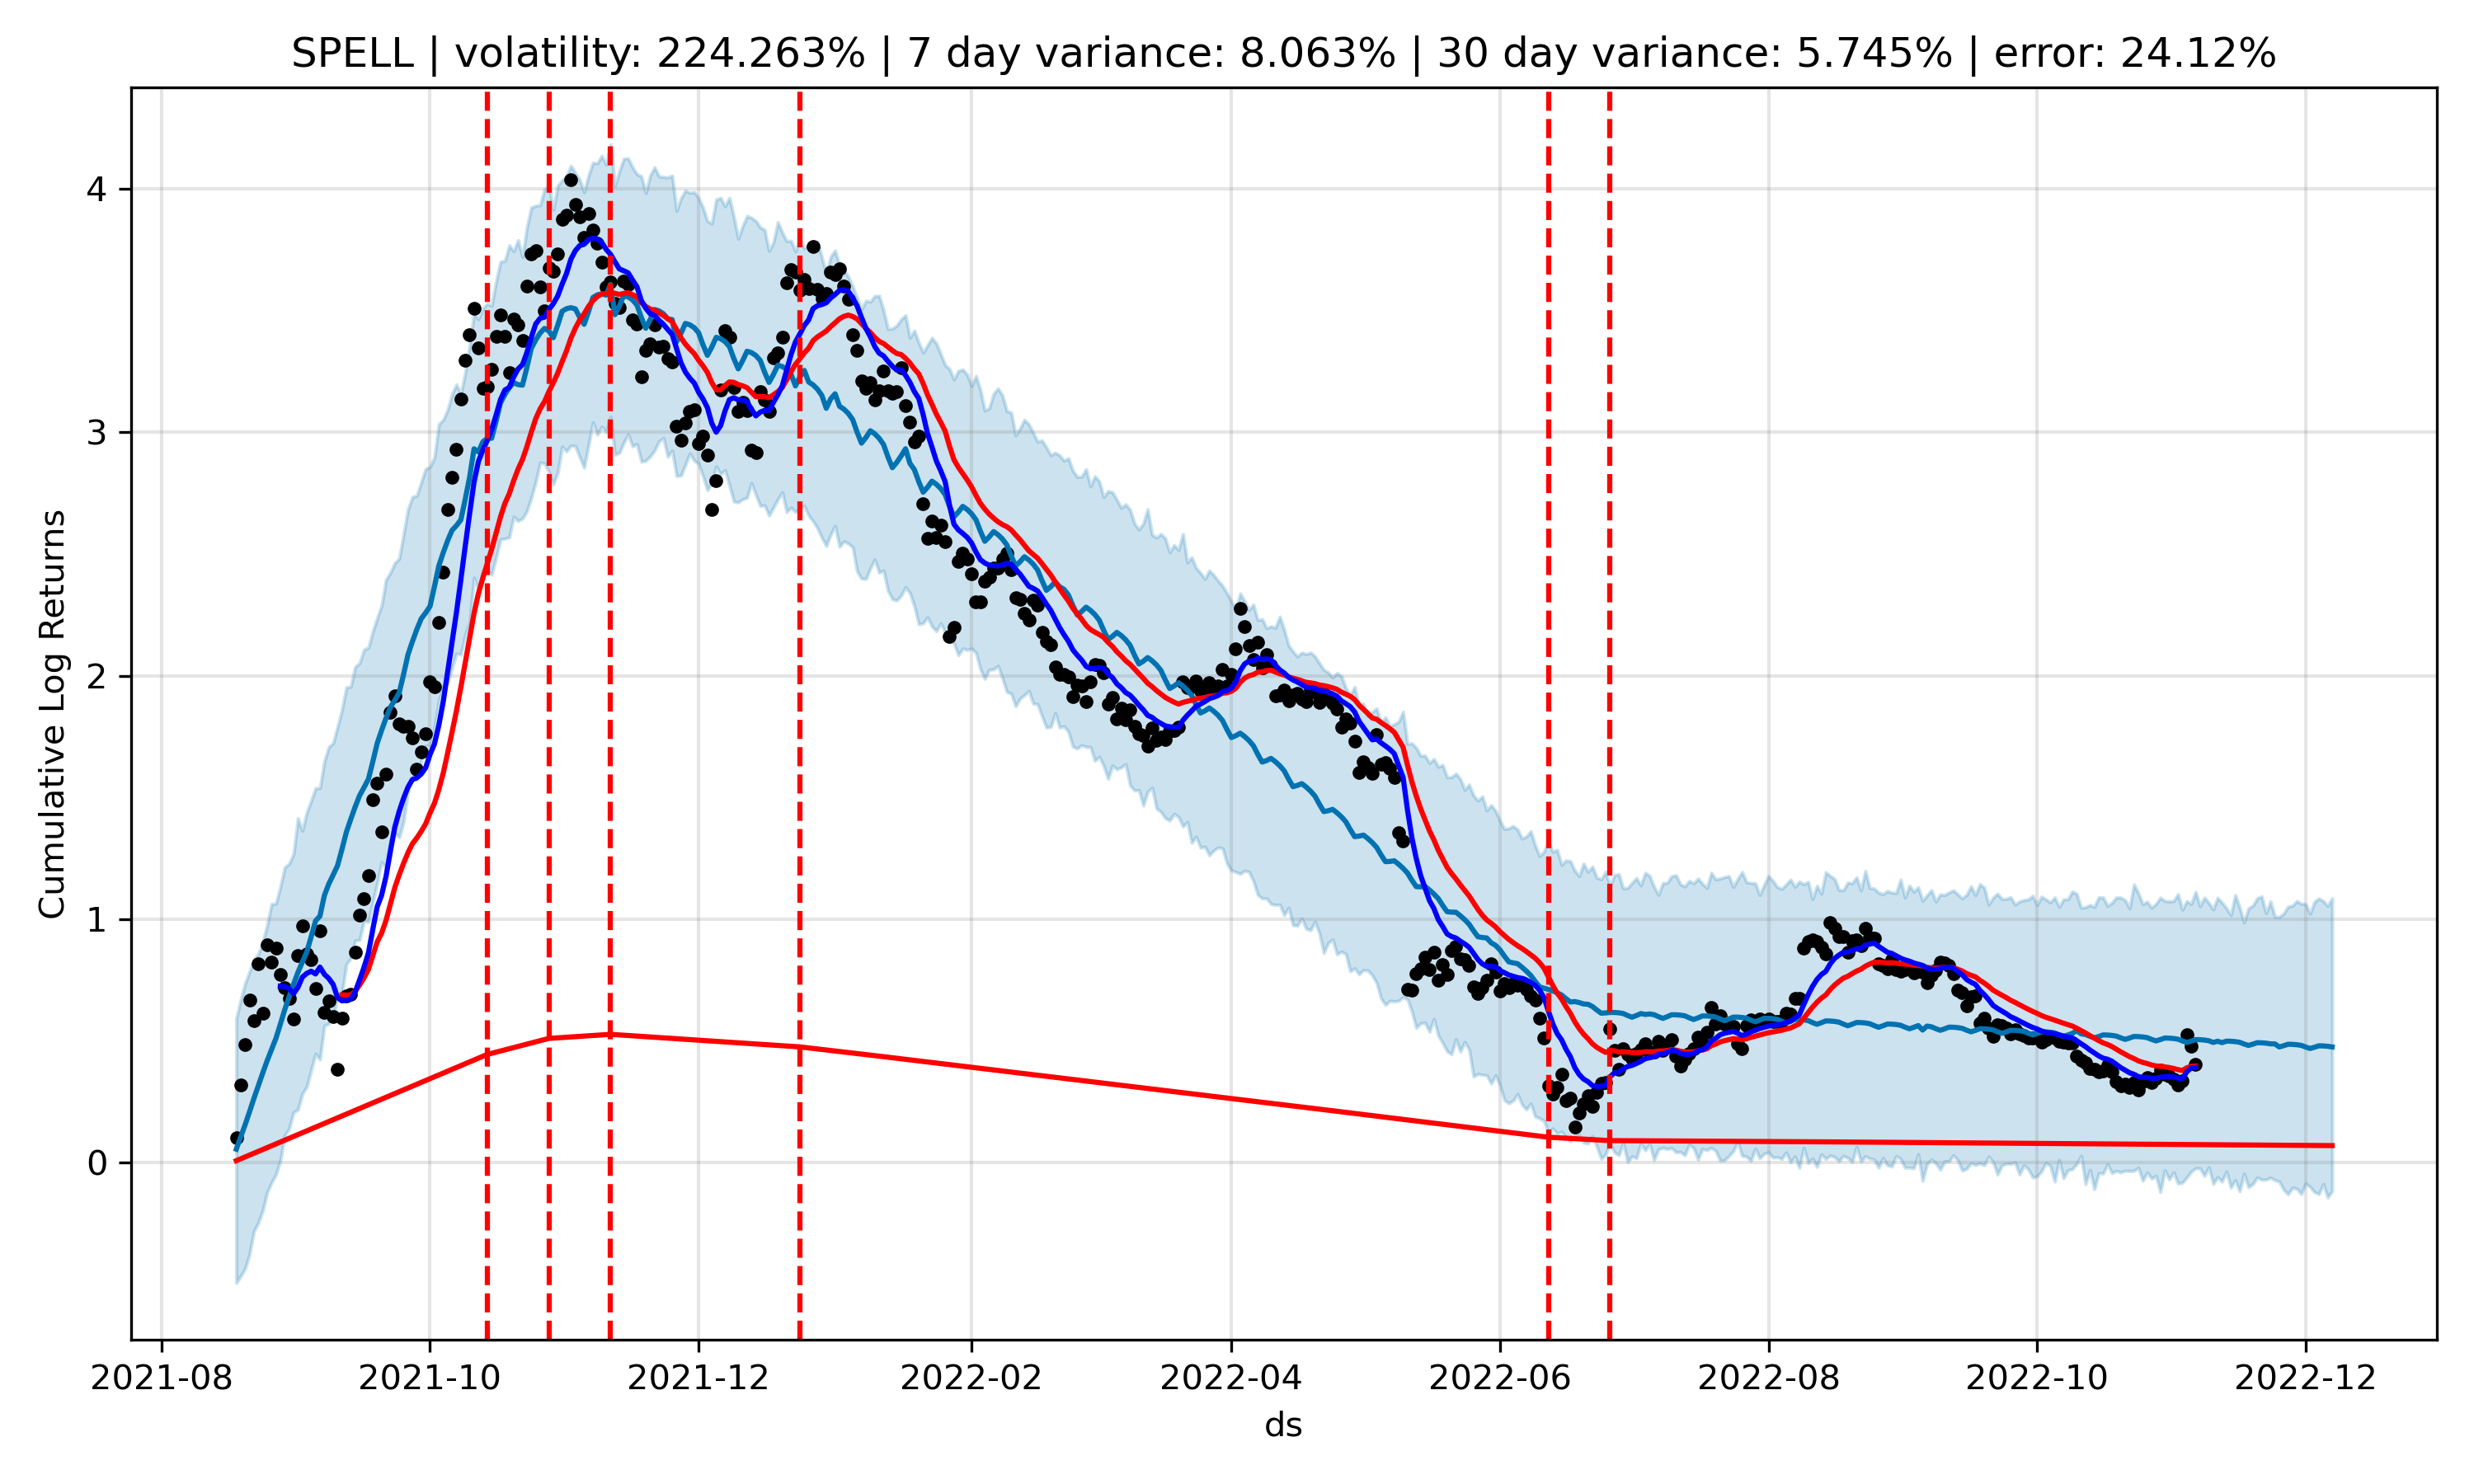 SPELL | volatility: 224.263% | 7 day variance: 8.063% | 30 day variance: 5.745% | error: 24.12%
Cumulative Log Returns
4
3
2
1
0
2021-08 2021-10 2021-12 2022-02 2022-04 2022-06 2022-08 2022-10 2022-12
ds